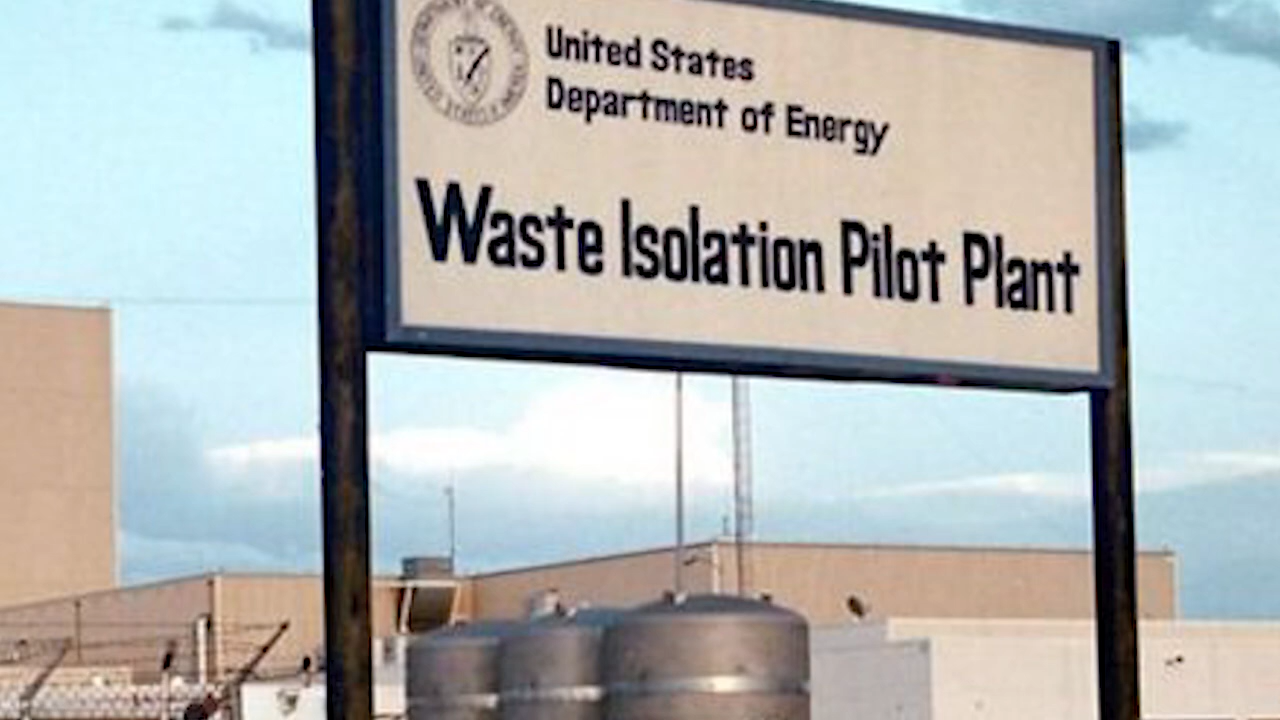 United States
Department of Energy
Waste Isolation Pilot Plant